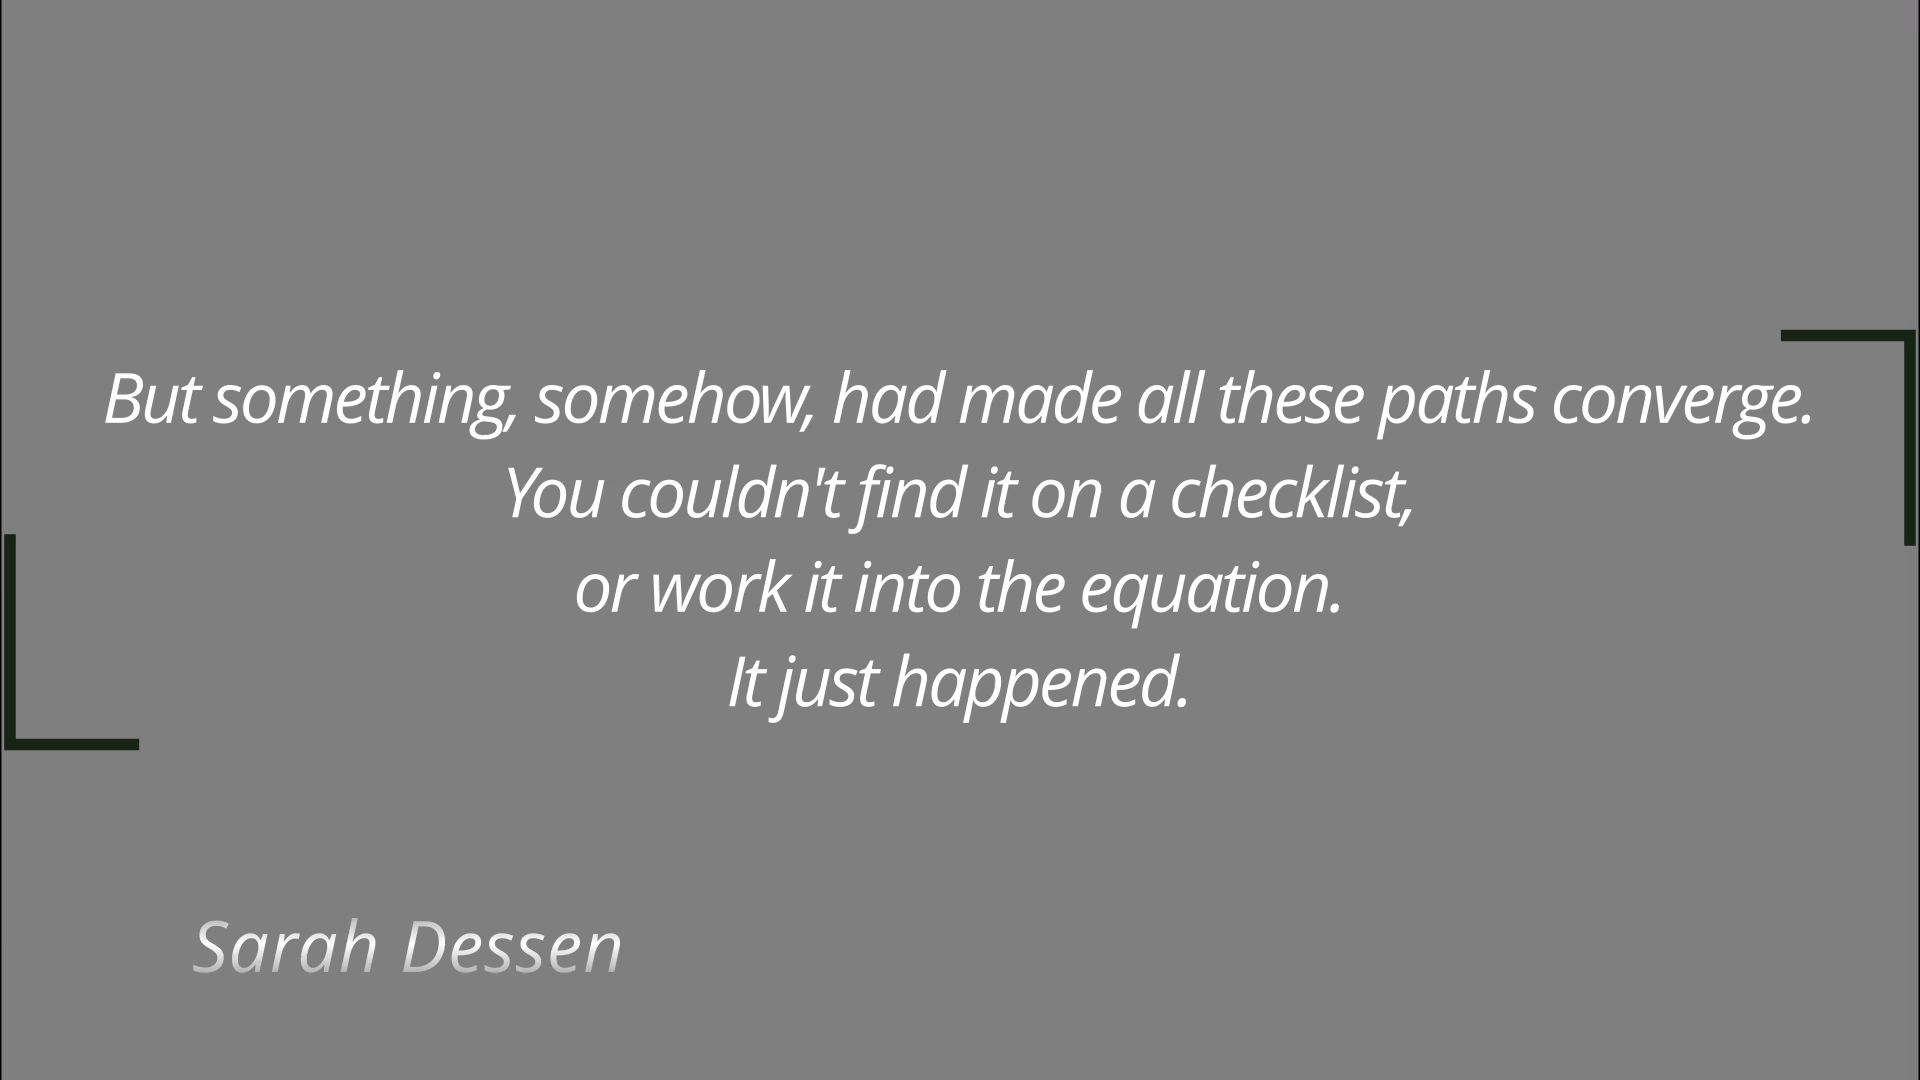 But something, somehow, had made all these paths converge.
You couldn't find it on a checklist,
or work it into the equation.
It just happened.
Sarah Dessen